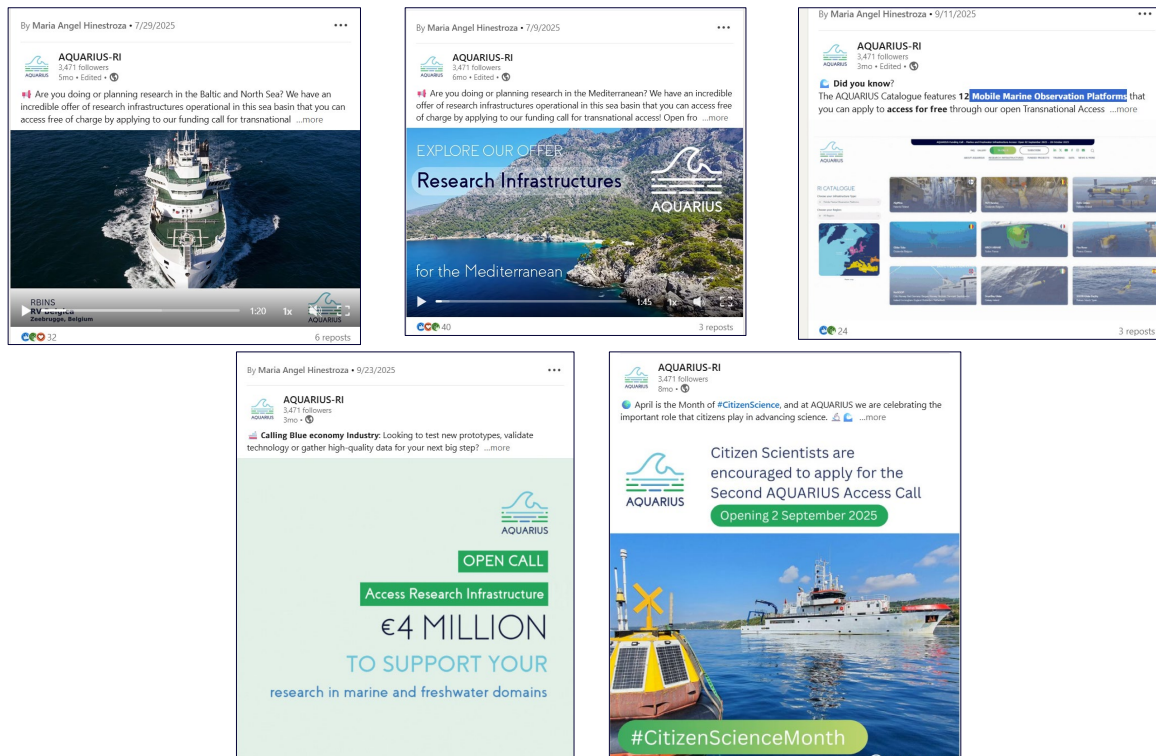 By Maria Angel Hinestroza • 7/29/2025
AQUARIUS
AQUARIUS-RI
3,471 followers
5mo • Edited •
Are you doing or planning research in the Baltic and North Sea? We have an
incredible offer of research infrastructures operational in this sea basin that you can
access free of charge by applying to our funding call for transnational ...more
RBINS
RV Belgica
Zeebrugge, Belgium
1:20 1x
AQUARIUS
32
6 reposts
By Maria Angel Hinestroza • 7/9/2025
AQUARIUS
AQUARIUS-RI
3,471 followers
6mo • Edited •
Are you doing or planning research in the Mediterranean? We have an incredible
offer of research infrastructures operational in this sea basin that you can access free
of charge by applying to our funding call for transnational access! Open fro ...more
EXPLORE OUR OFFER
Research Infrastructures
AQUARIUS
for the Mediterranean
1:45 1x
40
3 reposts
By Maria Angel Hinestroza • 9/11/2025
AQUARIUS
AQUARIUS-RI
3,471 followers
3mo • Edited •
Did you know?
The AQUARIUS Catalogue features 12 Mobile Marine Observation Platforms that
you can apply to access for free through our open Transnational Access ...more
AQUARIUS
RI CATALOGUE
24
3 reposts
By Maria Angel Hinestroza • 9/23/2025
AQUARIUS
AQUARIUS-RI
3,471 followers
3mo •
Calling Blue economy Industry: Looking to test new prototypes, validate
technology or gather high-quality data for your next big step? ...more
AQUARIUS
OPEN CALL
Access Research Infrastructure
€4 MILLION
TO SUPPORT YOUR
research in marine and freshwater domains
AQUARIUS
AQUARIUS-RI
3,471 followers
8mo •
April is the Month of #CitizenScience, and at AQUARIUS we are celebrating the
important role that citizens play in advancing science. ...more
AQUARIUS
Citizen Scientists are
encouraged to apply for the
Second AQUARIUS Access Call
Opening 2 September 2025
#CitizenScienceMonth